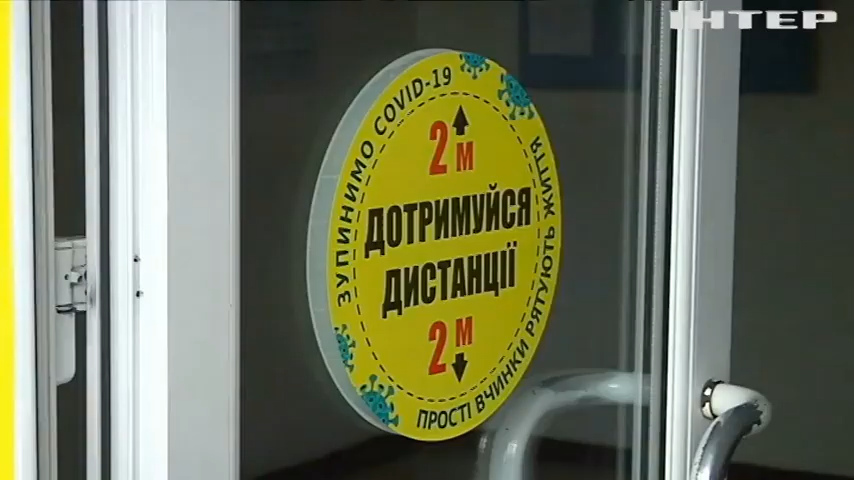 ІНТЕР
ЗУПИНИМО COVID-19
2 м
ДОТРИМУЙСЯ
ДИСТАНЦІЇ
2 м
ПРОСТІ ВЧИНКИ РЯТУЮТЬ ЖИТТЯ